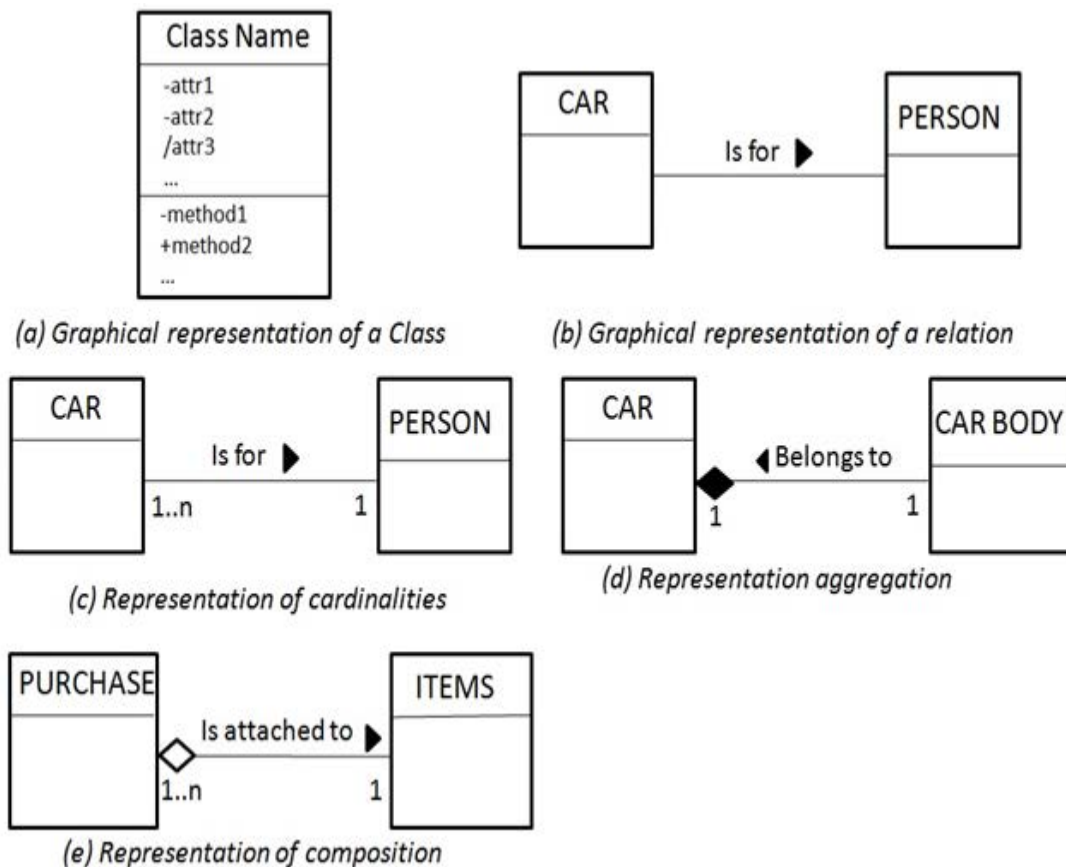 Class Name
-attr1
-attr2
/attr3
...
-method1
+method2
...
(a) Graphical representation of a Class
CAR
Is for
PERSON
(b) Graphical representation of a relation
CAR
Is for
1..n
1
PERSON
(c) Representation of cardinalities
CAR
Belongs to
1
1
CAR BODY
(d) Representation aggregation
PURCHASE
Is attached to
1..n
1
ITEMS
(e) Representation of composition